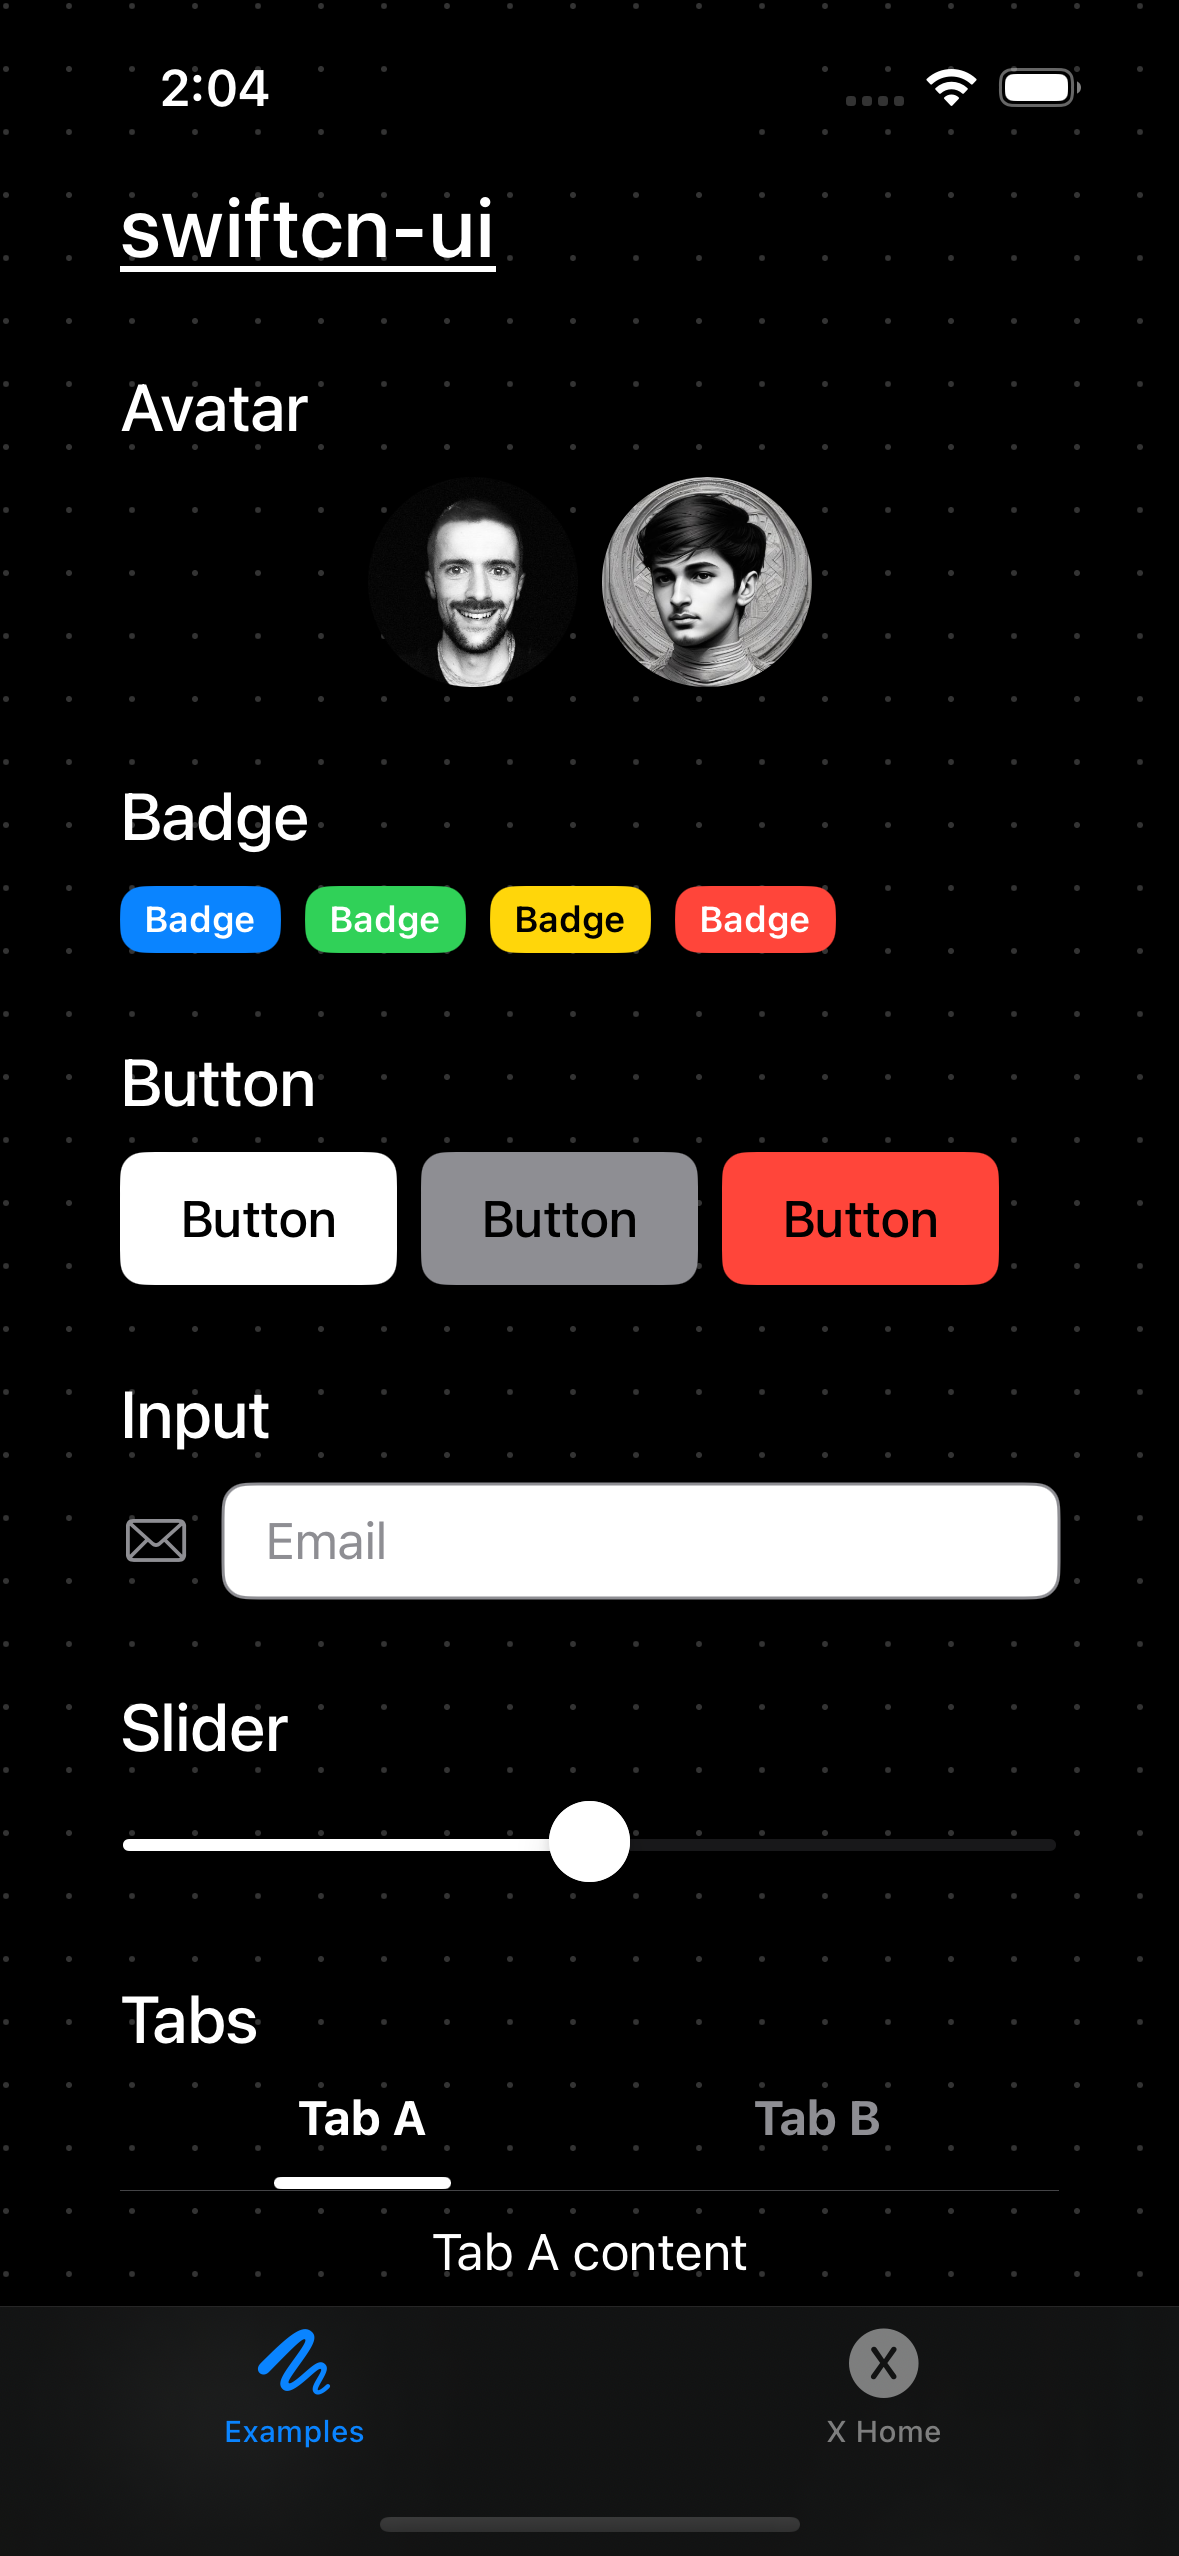 2:04
swiftcn-ui
Avatar
Badge
Badge Badge Badge Badge
Button
Button Button Button
Input
Email
Slider
Tabs
Tab A Tab B
Tab A content
Examples X Home